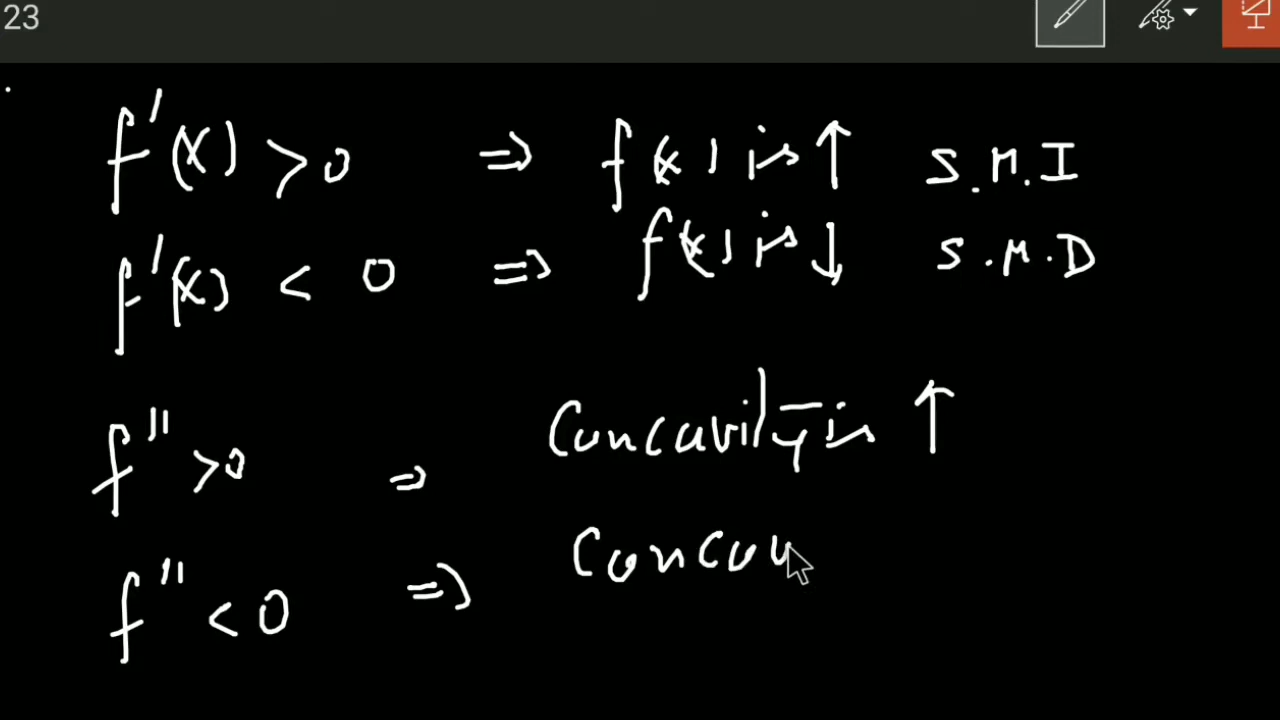 23
f'(x) > 0 ⇒ f(x) is ↑ S.M.I
f'(x) < 0 ⇒ f(x) is ↓ S.M.D
f'' > 0 ⇒ Concavity is ↑
f'' < 0 ⇒ Concav